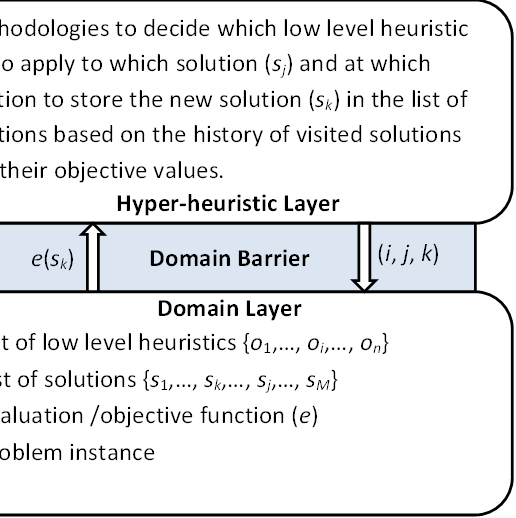 hodologies to decide which low level heuristic
o apply to which solution (sⱼ) and at which
tion to store the new solution (sₖ) in the list of
tions based on the history of visited solutions
their objective values.
Hyper-heuristic Layer
e(sₖ) Domain Barrier (i, j, k)
Domain Layer
t of low level heuristics {o₁,..., oᵢ,..., oₙ}
st of solutions {s₁,..., sₖ,..., sⱼ,..., s_M}
aluation /objective function (e)
oblem instance